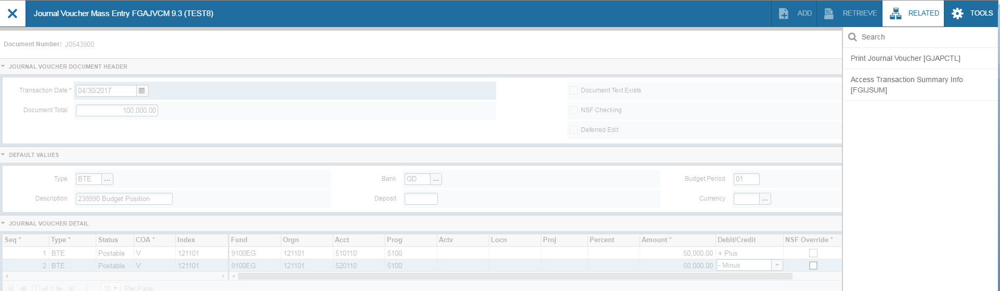 Journal Voucher Mass Entry FGAJVCM 9.3 (TEST8) ADD RETRIEVE RELATED TOOLS
Search
Print Journal Voucher [GJAPCTL]
Access Transaction Summary Info
[FGIJSUM]
Document Number: J0543900
JOURNAL VOUCHER DOCUMENT HEADER
Transaction Date * 04/30/2017 Document Text Exists
Document Total 100,000.00 NSF Checking
Deferred Edit
DEFAULT VALUES
Type BTE ... Bank GD ... Budget Period 01
Description 238990 Budget Position Deposit Currency ...
JOURNAL VOUCHER DETAIL
Seq * Type * Status COA * Index Fund Orgn Acct Prog Actv Locn Proj Percent Amount * Debit/Credit NSF Override *
1 BTE Postable V 121101 9100EG 121101 510110 5100 50,000.00 + Plus
2 BTE Postable V 121101 9100EG 121101 520110 5100 50,000.00 - Minus
1 of 1 10 Per Page